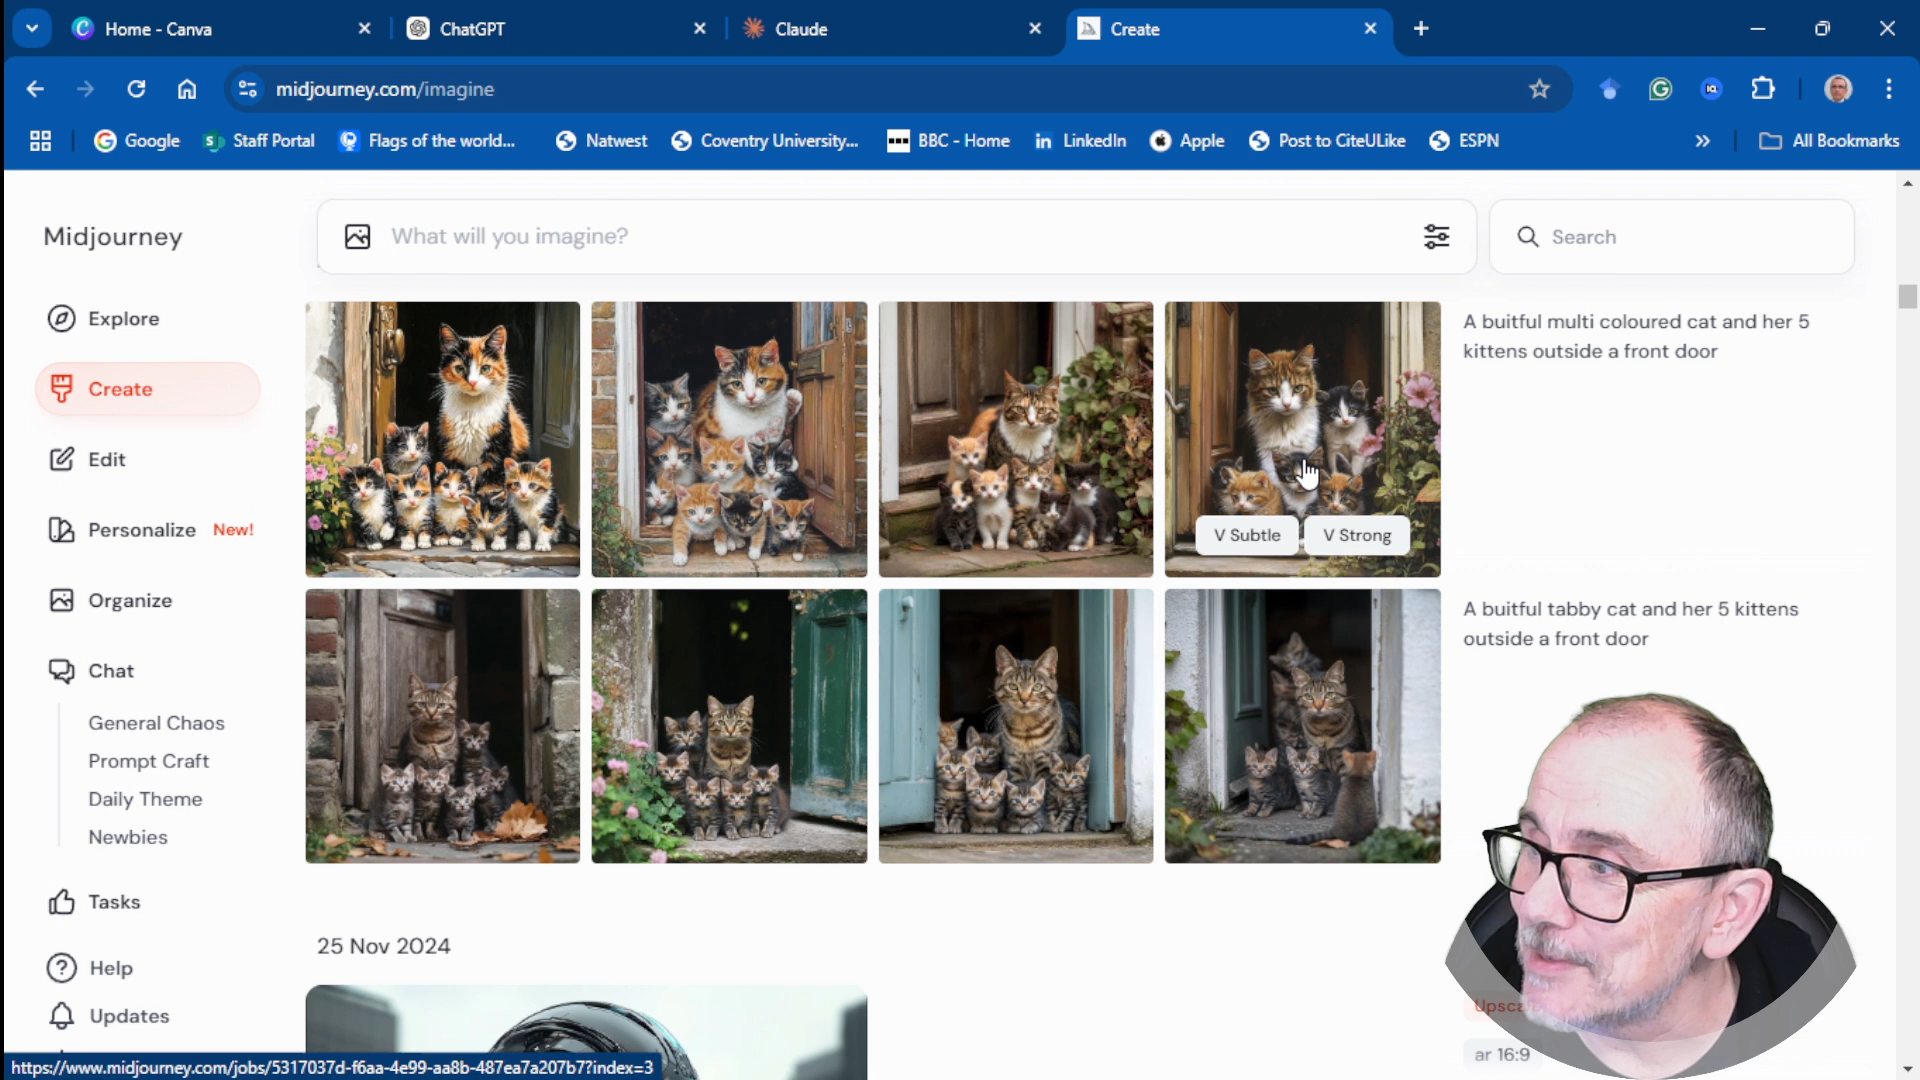 Home - Canva
ChatGPT
Claude
Create
midjourney.com/imagine
Google
Staff Portal
Flags of the world...
Natwest
Coventry University...
BBC - Home
LinkedIn
Apple
Post to CiteULike
ESPN
All Bookmarks
Midjourney
What will you imagine?
Search
Explore
Create
Edit
Personalize New!
Organize
Chat
General Chaos
Prompt Craft
Daily Theme
Newbies
Tasks
Help
Updates
A buitful multi coloured cat and her 5
kittens outside a front door
V Subtle
V Strong
A buitful tabby cat and her 5 kittens
outside a front door
25 Nov 2024
ar 16:9
https://www.midjourney.com/jobs/5317037d-f6aa-4e99-aa8b-487ea7a207b7?index=3